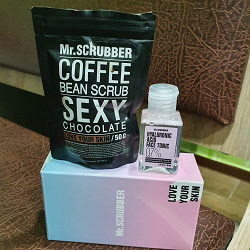 Mr.SCRUBBER
COFFEE
BEAN SCRUB
SEXY.
CHOCOLATE
LOVE YOUR SKIN / 50g
HYALURONIC
ACID
FACE TONIC
LOVE
YOUR
SKIN
Mr.SCRUBBER